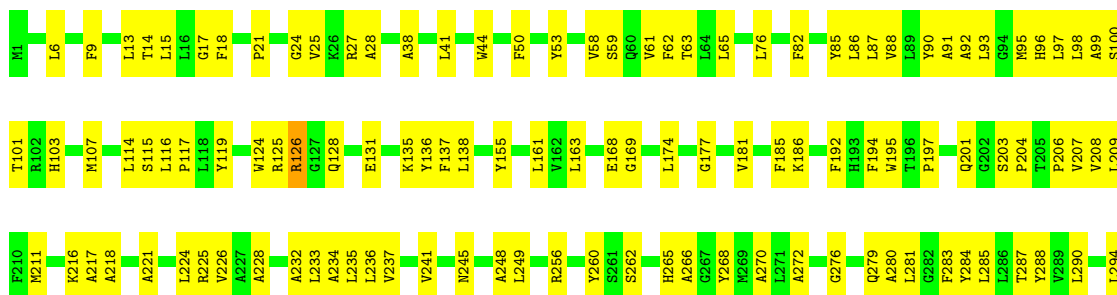 M1 L6 F9 L13 T14 L15 L16 G17 F18 P21 G24 V25 K26 R27 A28 A38 L41 W44 F50 Y53 V58 S59 Q60 V61 F62 T63 L64 L65 L76 F82 Y85 L86 L87 V88 L89 Y90 A91 A92 L93 G94 M95 H96 L97 L98 A99 S100
T101 R102 H103 M107 L114 S115 L116 P117 L118 Y119 W124 R125 R126 G127 Q128 E131 K135 Y136 F137 L138 Y155 L161 V162 L163 E168 G169 L174 G177 V181 F185 K186 F192 H193 F194 W195 T196 P197 Q201 G202 S203 P204 T205 P206 V207 V208 L209
F210 M211 K216 A217 A218 A221 L224 R225 V226 A227 A228 A232 L233 A234 L235 L236 V237 V241 N245 A248 L249 R256 Y260 S261 S262 H265 A266 G267 Y268 M269 A270 L271 A272 G276 Q279 A280 L281 G282 F283 Y284 L285 L286 T287 Y288 V289 L290 L294